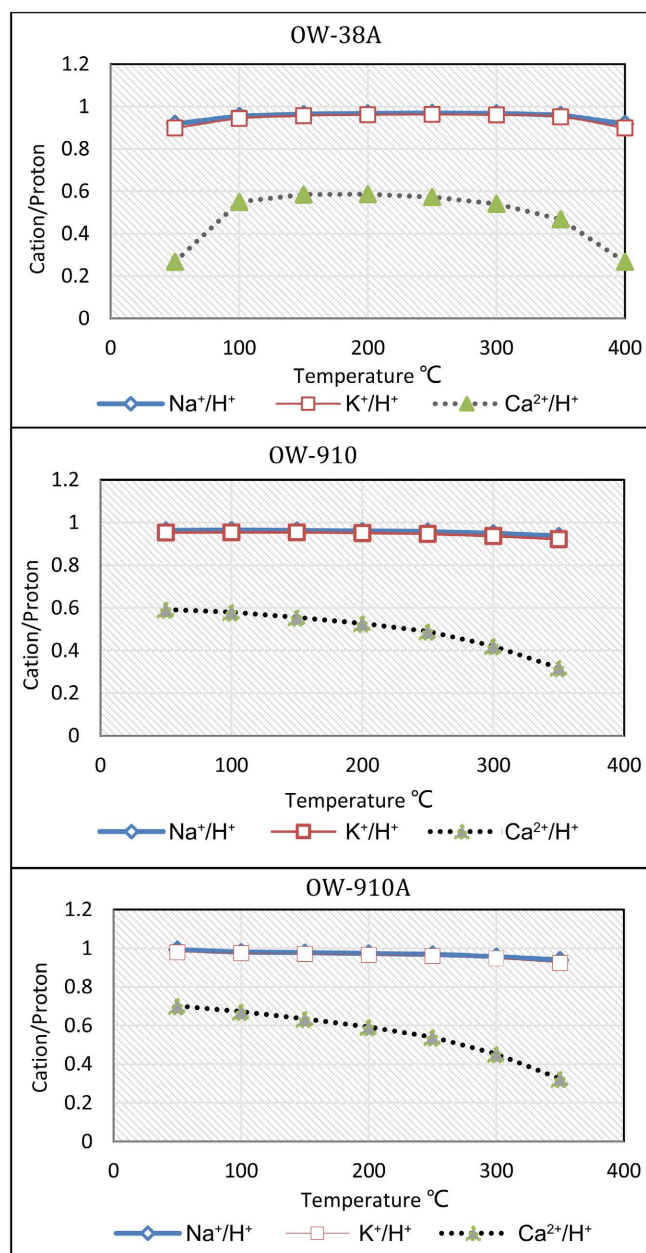 OW-38A
1.2
1
0.8
0.6
0.4
0.2
0
Cation/Proton
0 100 200 300 400
Temperature ℃
Na⁺/H⁺ K⁺/H⁺ Ca²⁺/H⁺
OW-910
1.2
1
0.8
0.6
0.4
0.2
0
Cation/Proton
0 100 200 300 400
Temperature ℃
Na⁺/H⁺ K⁺/H⁺ Ca²⁺/H⁺
OW-910A
1.2
1
0.8
0.6
0.4
0.2
0
Cation/Proton
0 100 200 300 400
Temperature ℃
Na⁺/H⁺ K⁺/H⁺ Ca²⁺/H⁺